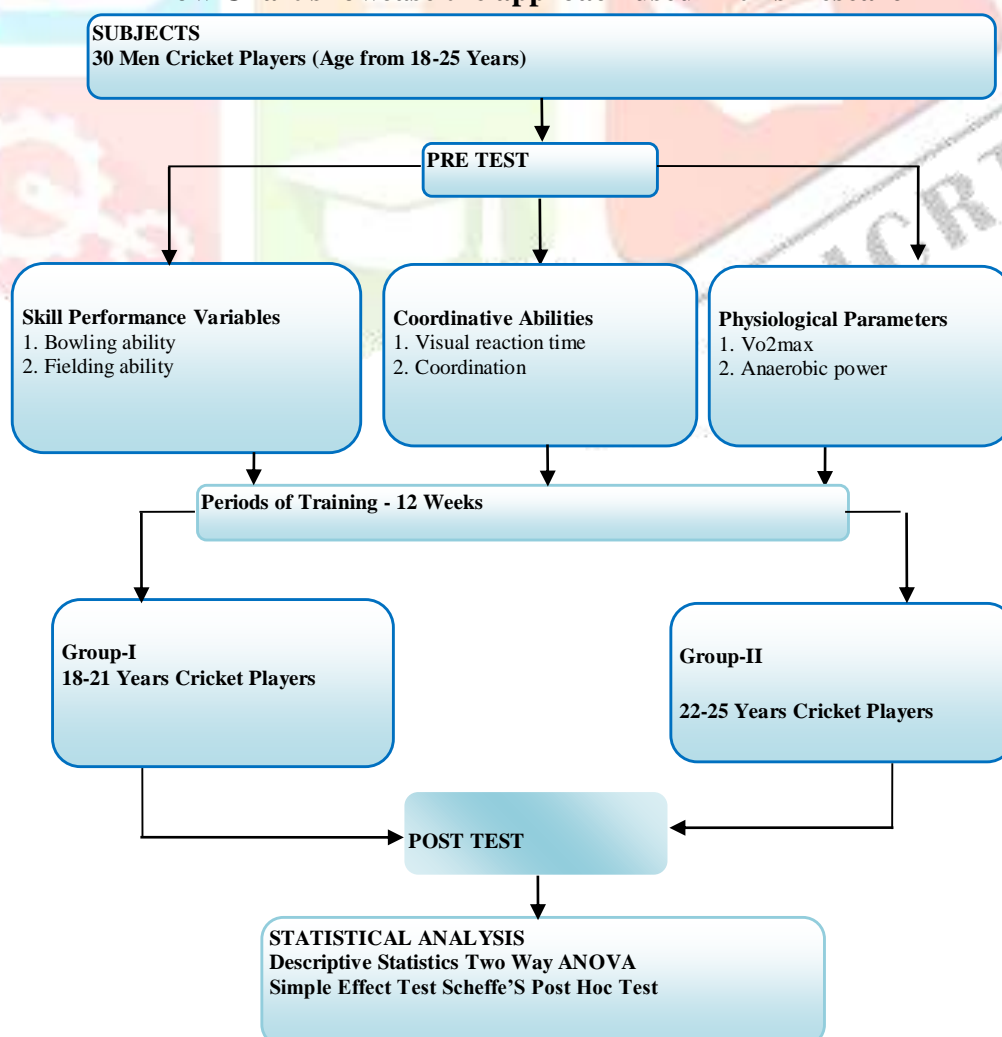 SUBJECTS
30 Men Cricket Players (Age from 18-25 Years)
PRE TEST
Skill Performance Variables
1. Bowling ability
2. Fielding ability
Coordinative Abilities
1. Visual reaction time
2. Coordination
Physiological Parameters
1. Vo2max
2. Anaerobic power
Periods of Training - 12 Weeks
Group-I
18-21 Years Cricket Players
Group-II
22-25 Years Cricket Players
POST TEST
STATISTICAL ANALYSIS
Descriptive Statistics Two Way ANOVA
Simple Effect Test Scheffe'S Post Hoc Test